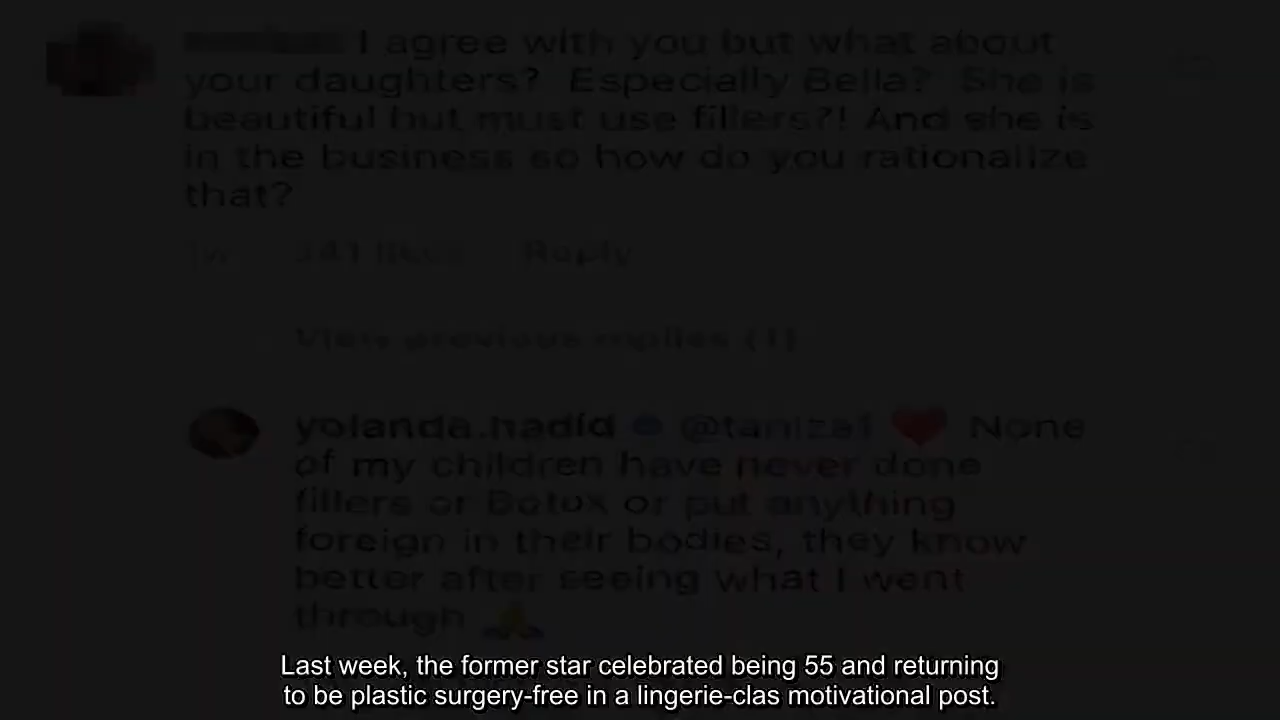 I agree with you but what about
your daughters? Especially Bella? She is
beautiful but must use fillers?! And she is
in the business so how do you rationalize
that?
141 likes Reply
View previous replies (1)
yolanda.hadid @taniza1 ❤️ None
of my children have never done
fillers or Botox or put anything
foreign in their bodies, they know
better after seeing what I went
through 🙏
Last week, the former star celebrated being 55 and returning
to be plastic surgery-free in a lingerie-clas motivational post.